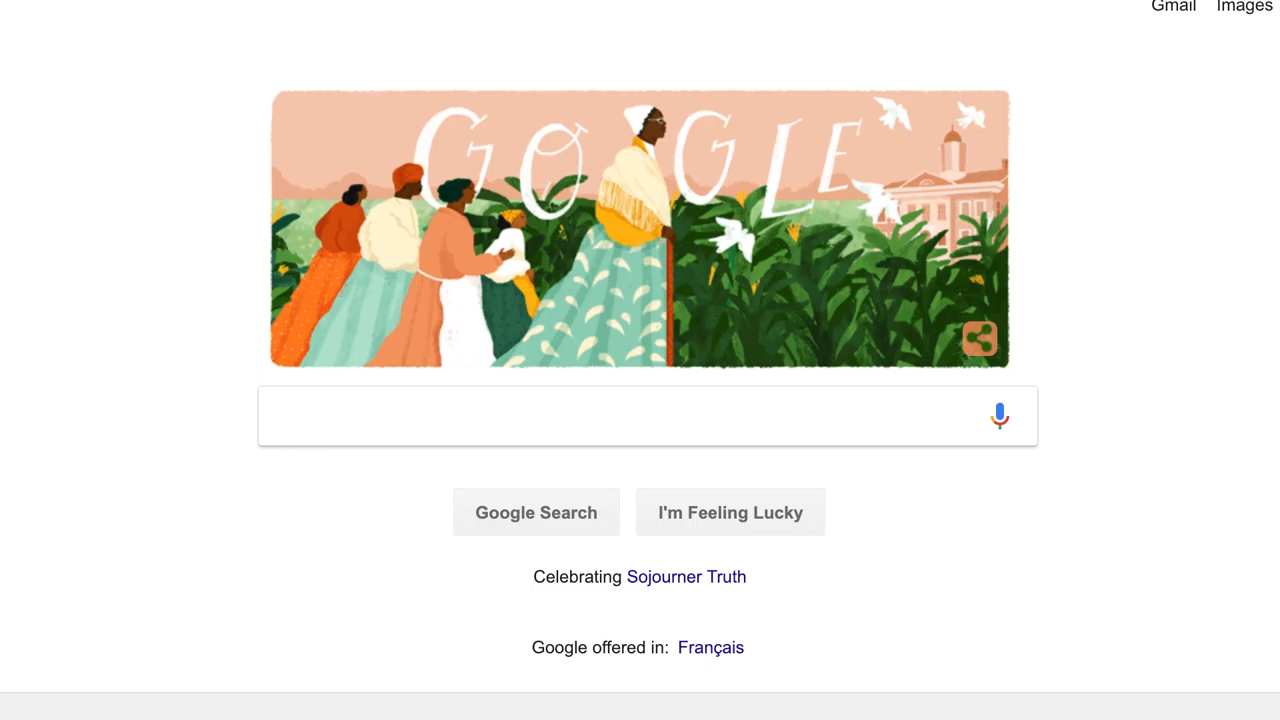 Gmail Images
GOOGLE
Google Search I'm Feeling Lucky
Celebrating Sojourner Truth
Google offered in: Français